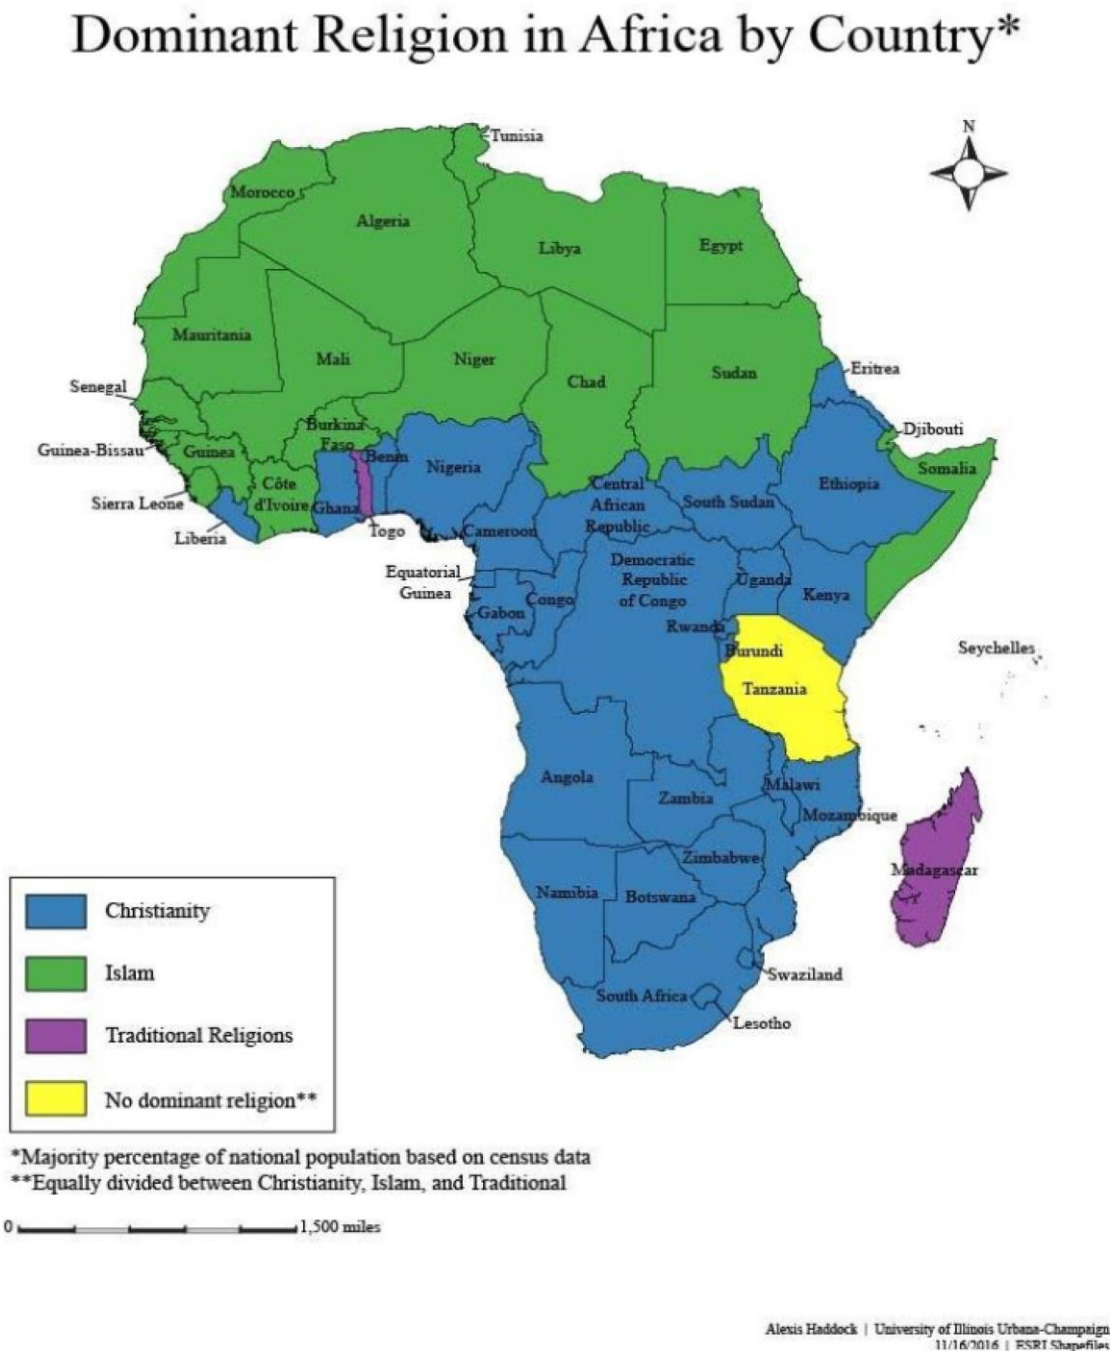 Dominant Religion in Africa by Country*
N
Tunisia
Morocco
Algeria
Libya
Egypt
Mauritania
Mali
Niger
Chad
Sudan
Eritrea
Senegal
Burkina
Faso
Djibouti
Guinea-Bissau
Guinea
Benin
Nigeria
Somalia
Côte
d'Ivoire
Ghana
Central
African
Republic
South Sudan
Ethiopia
Sierra Leone
Liberia
Togo
Cameroon
Equatorial
Guinea
Democratic
Republic
of Congo
Uganda
Kenya
Gabon
Congo
Rwanda
Burundi
Tanzania
Seychelles
Angola
Zambia
Malawi
Mozambique
Zimbabwe
Madagascar
Namibia
Botswana
Swaziland
South Africa
Lesotho
Christianity
Islam
Traditional Religions
No dominant religion**
*Majority percentage of national population based on census data
**Equally divided between Christianity, Islam, and Traditional
0 1,500 miles
Alexis Haddock | University of Illinois Urbana-Champaign
11/16/2016 | ESRI Shapefiles